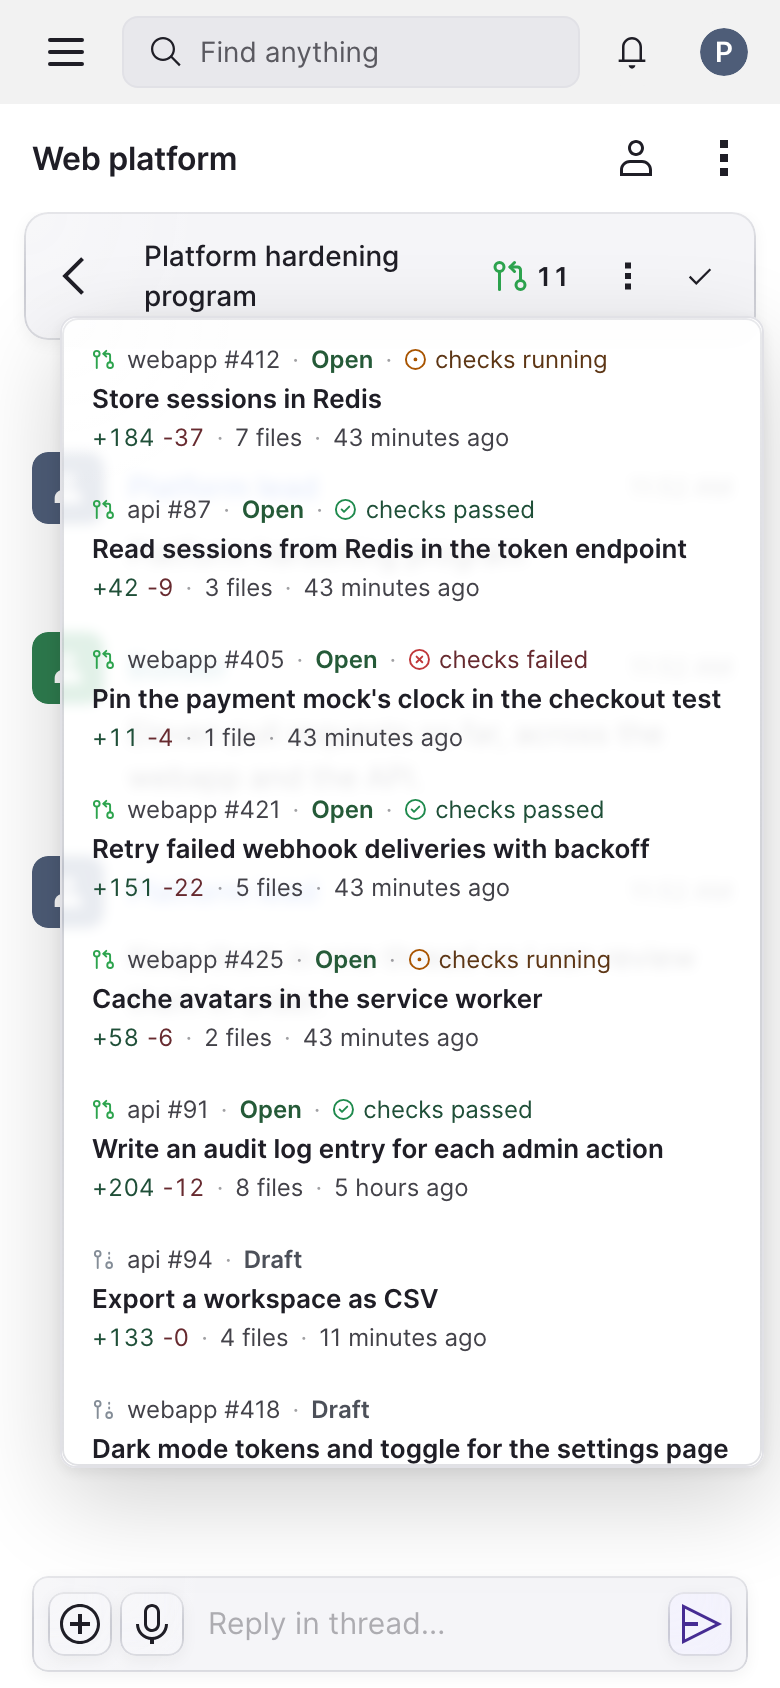 Find anything
P
Web platform
Platform hardening
program
11
webapp #412 · Open · checks running
Store sessions in Redis
+184 -37 · 7 files · 43 minutes ago
api #87 · Open · checks passed
Read sessions from Redis in the token endpoint
+42 -9 · 3 files · 43 minutes ago
webapp #405 · Open · checks failed
Pin the payment mock's clock in the checkout test
+11 -4 · 1 file · 43 minutes ago
webapp #421 · Open · checks passed
Retry failed webhook deliveries with backoff
+151 -22 · 5 files · 43 minutes ago
webapp #425 · Open · checks running
Cache avatars in the service worker
+58 -6 · 2 files · 43 minutes ago
api #91 · Open · checks passed
Write an audit log entry for each admin action
+204 -12 · 8 files · 5 hours ago
api #94 · Draft
Export a workspace as CSV
+133 -0 · 4 files · 11 minutes ago
webapp #418 · Draft
Dark mode tokens and toggle for the settings page
Reply in thread...